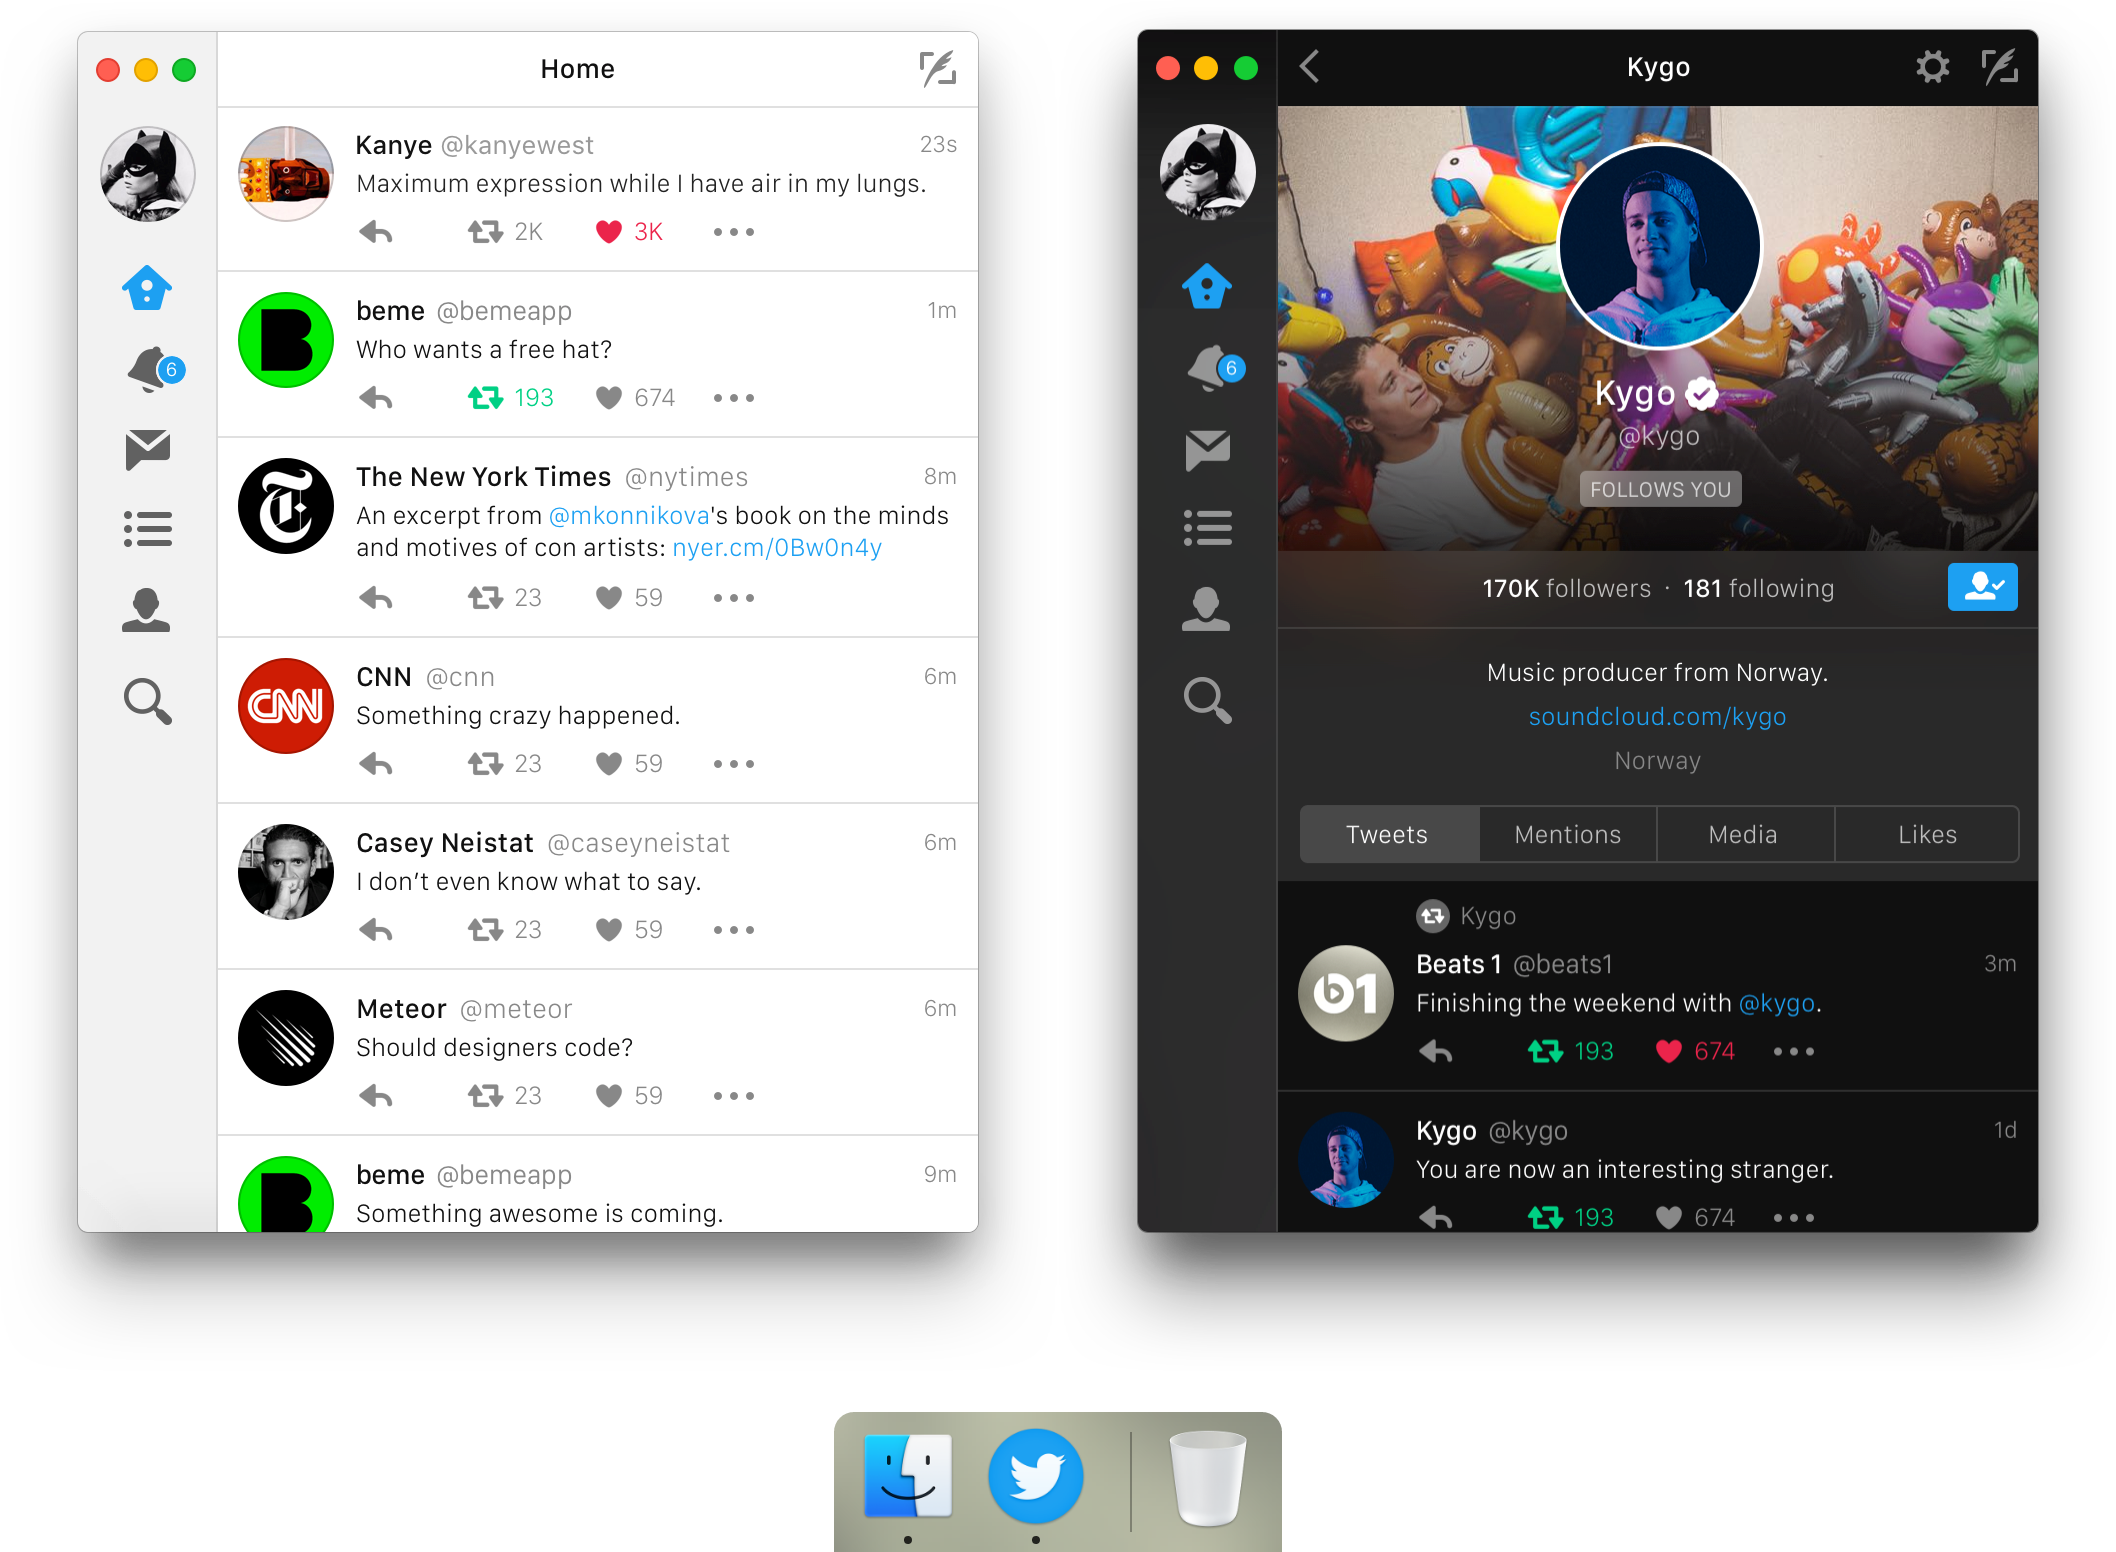 Home
Kanye @kanyewest 23s
Maximum expression while I have air in my lungs.
2K 3K
beme @bemeapp 1m
Who wants a free hat?
193 674
6
The New York Times @nytimes 8m
An excerpt from @mkonnikova's book on the minds
and motives of con artists: nyer.cm/0Bw0n4y
23 59
CNN
CNN @cnn 6m
Something crazy happened.
23 59
Casey Neistat @caseyneistat 6m
I don’t even know what to say.
23 59
Meteor @meteor 6m
Should designers code?
23 59
B
B
T
beme @bemeapp 9m
Something awesome is coming.
Kygo
6
Kygo
@kygo
FOLLOWS YOU
170K followers · 181 following
Music producer from Norway.
soundcloud.com/kygo
Norway
Tweets Mentions Media Likes
Kygo
b1
Beats 1 @beats1 3m
Finishing the weekend with @kygo.
193 674
Kygo @kygo 1d
You are now an interesting stranger.
193 674